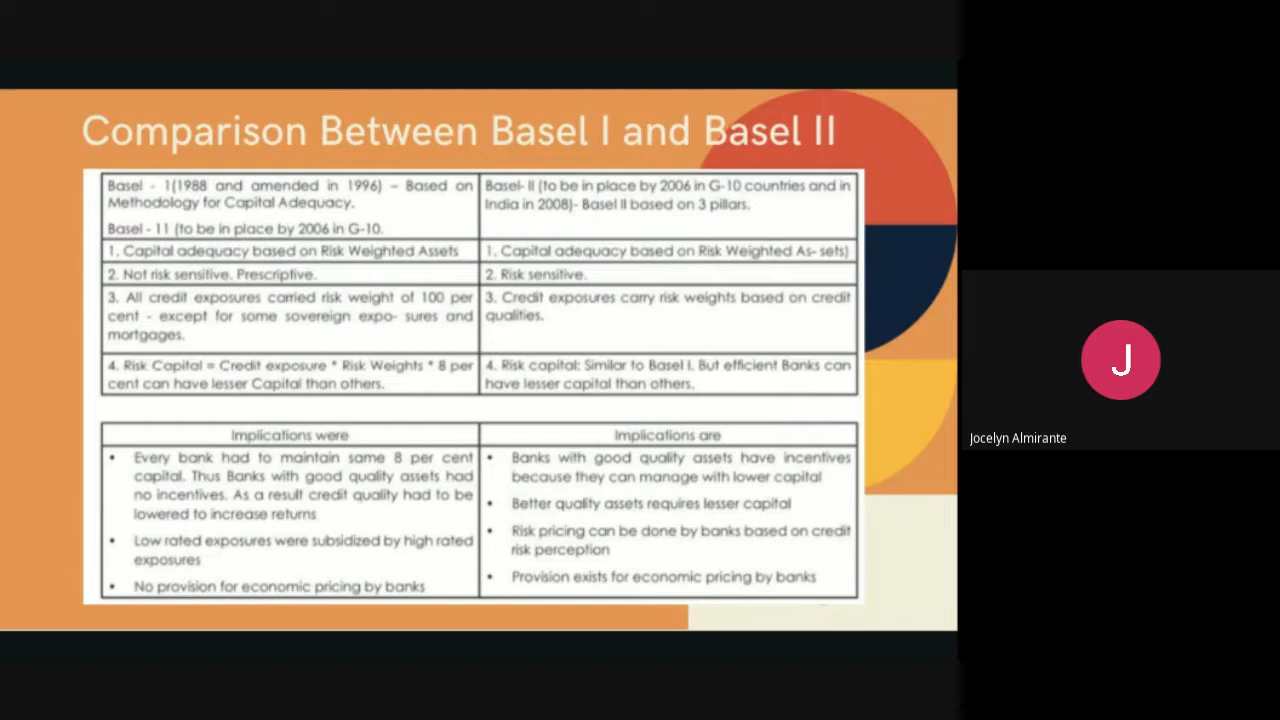 Comparison Between Basel I and Basel II
Basel - 1(1988 and amended in 1996) – Based on
Methodology for Capital Adequacy.
Basel - 11 (to be in place by 2006 in G-10.
Basel- II (to be in place by 2006 in G-10 countries and in
India in 2008)- Basel II based on 3 pillars.
1. Capital adequacy based on Risk Weighted Assets
1. Capital adequacy based on Risk Weighted As- sets)
2. Not risk sensitive. Prescriptive.
2. Risk sensitive.
3. All credit exposures carried risk weight of 100 per
cent - except for some sovereign expo- sures and
mortgages.
3. Credit exposures carry risk weights based on credit
qualities.
4. Risk Capital = Credit exposure * Risk Weights * 8 per
cent can have lesser Capital than others.
4. Risk capital: Similar to Basel I. But efficient Banks can
have lesser capital than others.
Implications were
Implications are
• Every bank had to maintain same 8 per cent
capital. Thus Banks with good quality assets had
no incentives. As a result credit quality had to be
lowered to increase returns
• Low rated exposures were subsidized by high rated
exposures
• No provision for economic pricing by banks
• Banks with good quality assets have incentives
because they can manage with lower capital
• Better quality assets requires lesser capital
• Risk pricing can be done by banks based on credit
risk perception
• Provision exists for economic pricing by banks
J
Jocelyn Almirante